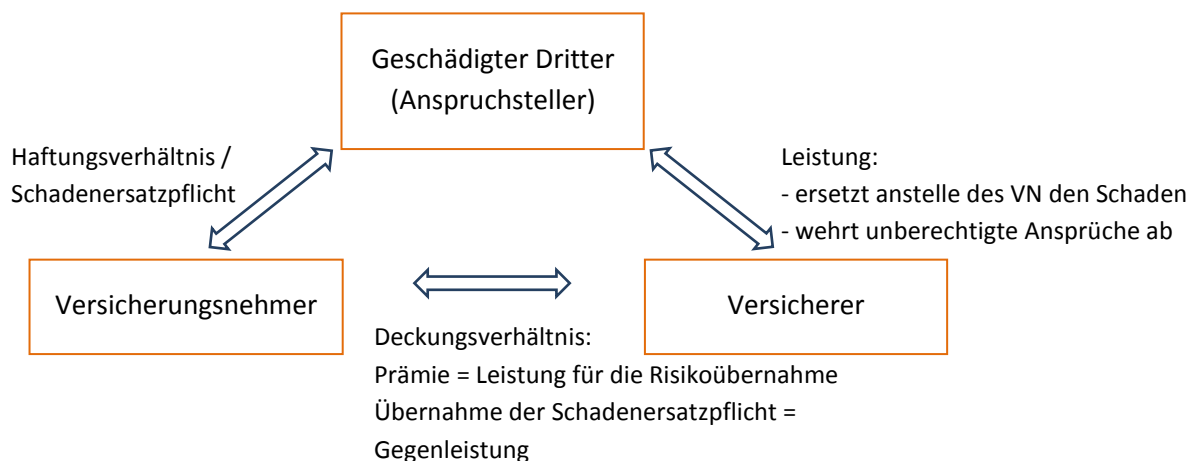 Geschädigter Dritter
(Anspruchsteller)
Haftungsverhältnis /
Schadenersatzpflicht
Leistung:
- ersetzt anstelle des VN den Schaden
- wehrt unberechtigte Ansprüche ab
Versicherungsnehmer
Versicherer
Deckungsverhältnis:
Prämie = Leistung für die Risikoübernahme
Übernahme der Schadenersatzpflicht =
Gegenleistung